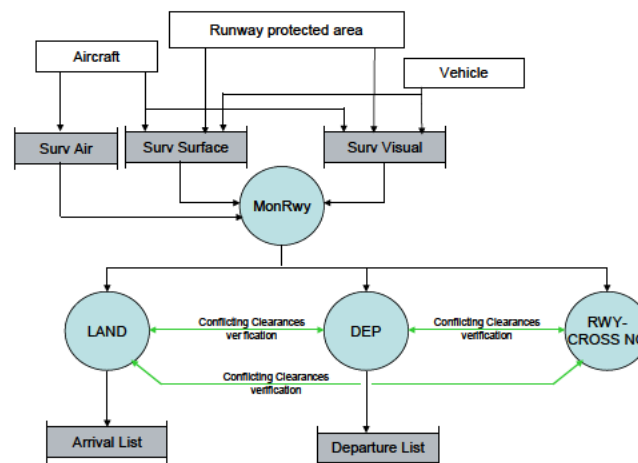 Runway protected area
Aircraft
Vehicle
Surv Air
Surv Surface
Surv Visual
MonRwy
LAND
Conflicting Clearances
verification
DEP
Conflicting Clearances
verification
RWY-
CROSS NC
Conflicting Clearances
verification
Arrival List
Departure List